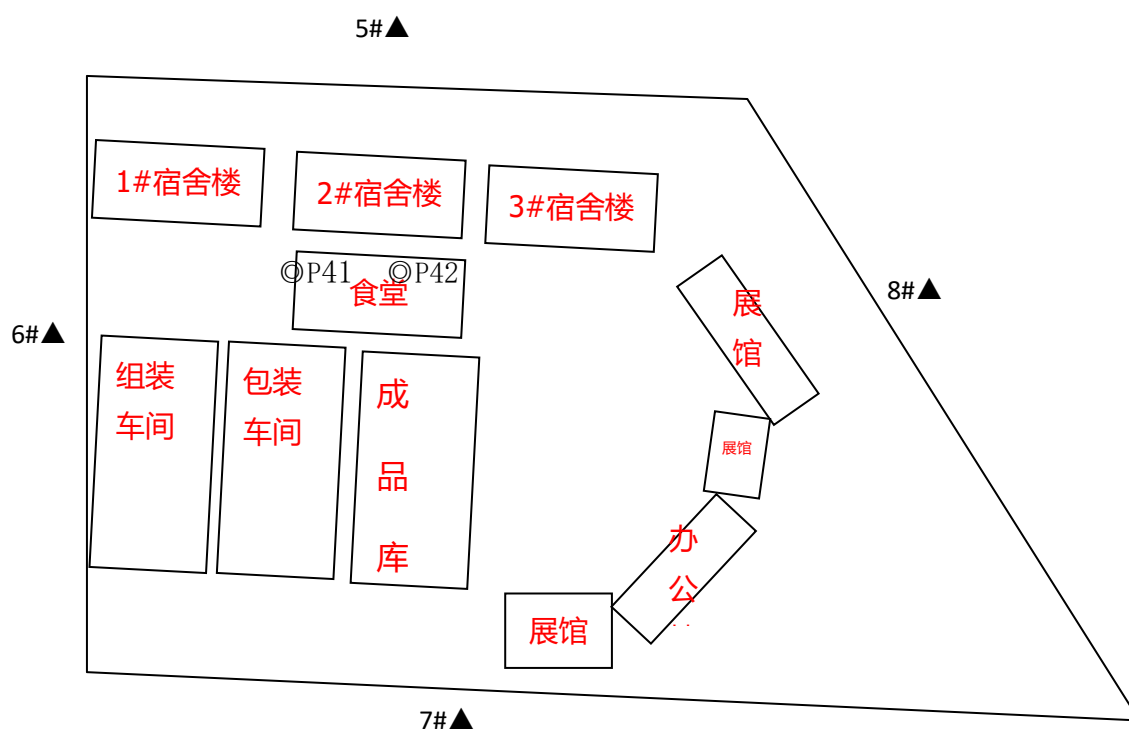 5#▲
1#宿舍楼
2#宿舍楼
3#宿舍楼
◎P41 ◎P42
食堂
8#▲
6#▲
展
馆
组装
车间
包装
车间
成
品
库
展馆
办
公
展馆
7#▲